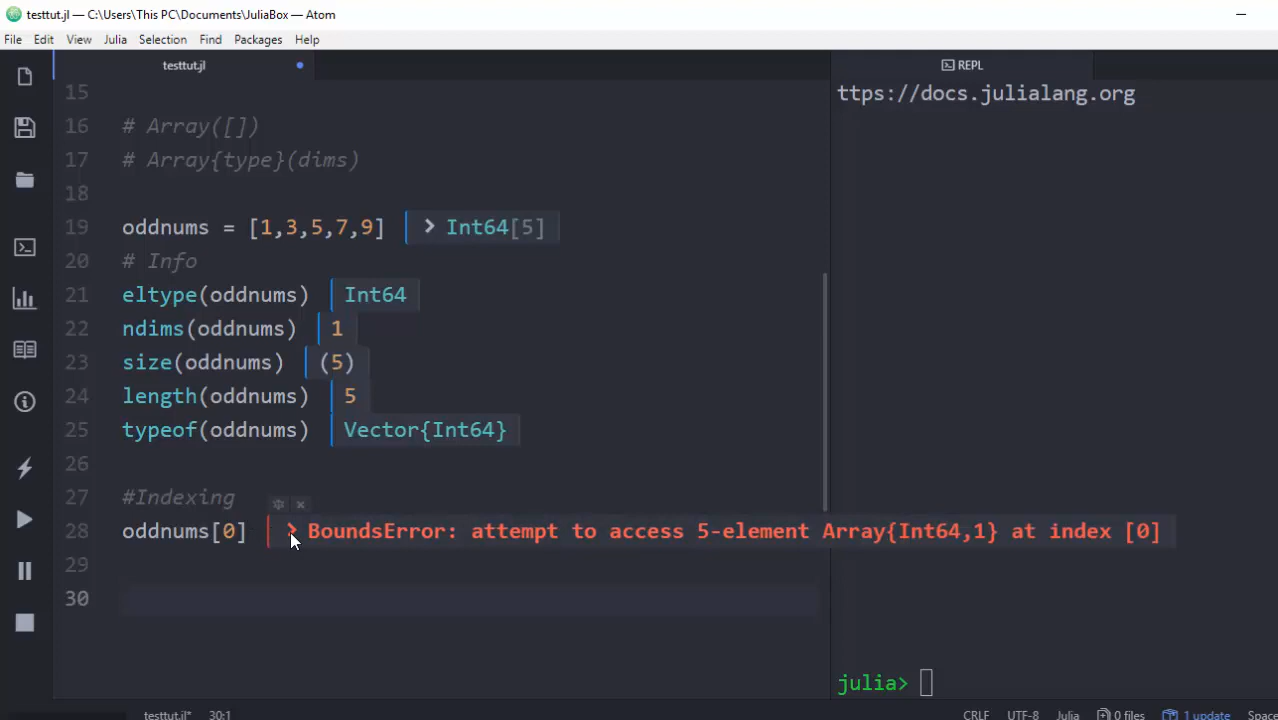 testtut.jl — C:\Users\This PC\Documents\JuliaBox — Atom
File Edit View Julia Selection Find Packages Help
testtut.jl
REPL
ttps://docs.julialang.org
15
16 # Array([])
17 # Array{type}(dims)
18
19 oddnums = [1,3,5,7,9] > Int64[5]
20 # Info
21 eltype(oddnums) Int64
22 ndims(oddnums) 1
23 size(oddnums) (5)
24 length(oddnums) 5
25 typeof(oddnums) Vector{Int64}
26
27 #Indexing
28 oddnums[0] > BoundsError: attempt to access 5-element Array{Int64,1} at index [0]
29
30
julia>
testtut.jl* 30:1 CRLF UTF-8 Julia 0 files 1 update Space